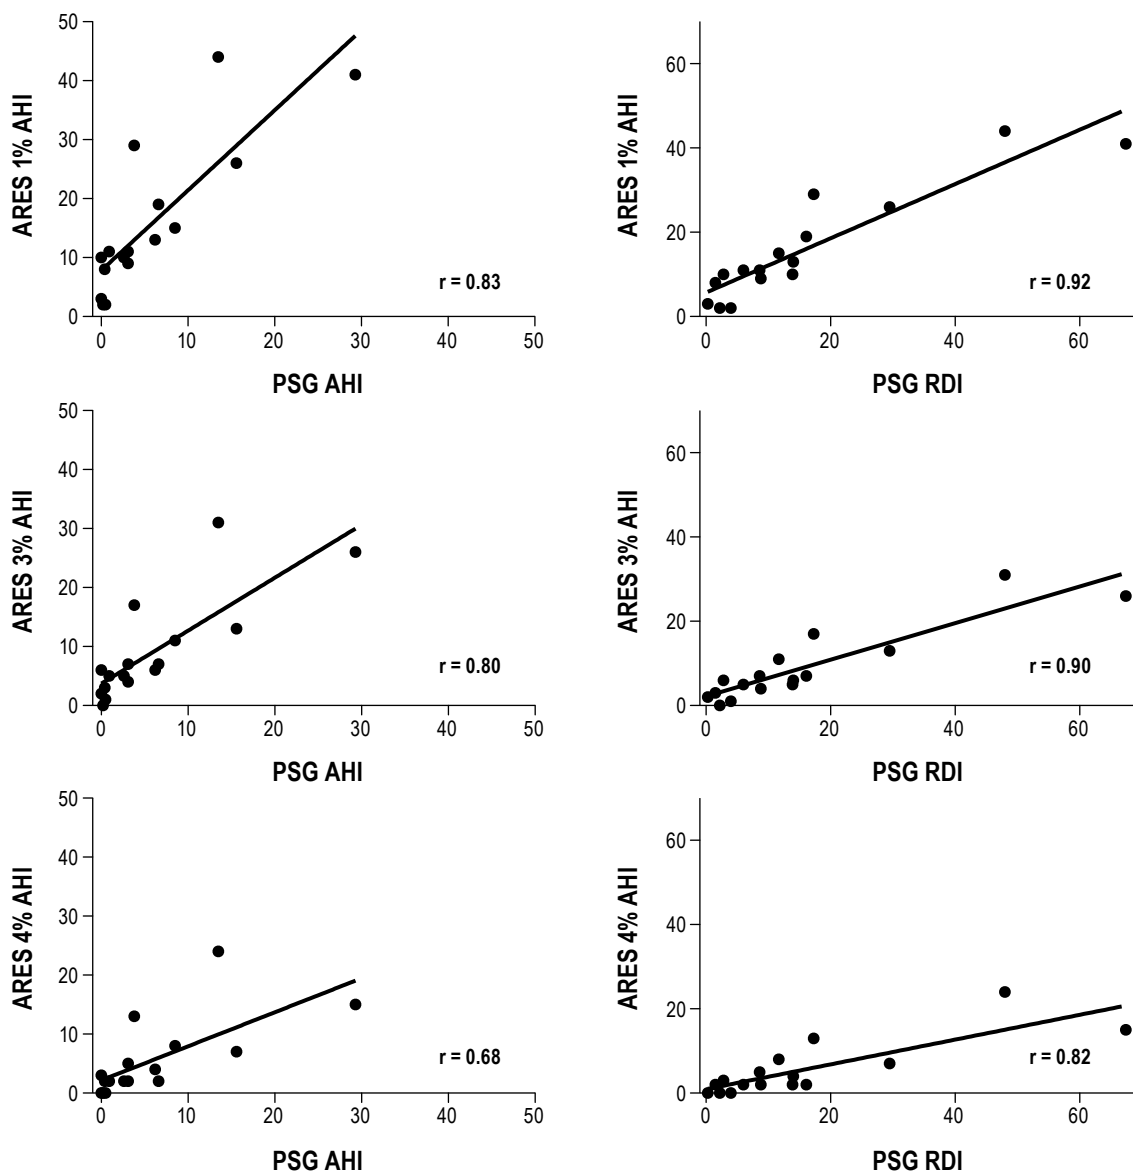 50
40
30
20
10
0
ARES 1% AHI
r = 0.83
0 10 20 30 40 50
PSG AHI
60
40
20
0
ARES 1% AHI
r = 0.92
0 20 40 60
PSG RDI
50
40
30
20
10
0
ARES 3% AHI
r = 0.80
0 10 20 30 40 50
PSG AHI
60
40
20
0
ARES 3% AHI
r = 0.90
0 20 40 60
PSG RDI
50
40
30
20
10
0
ARES 4% AHI
r = 0.68
0 10 20 30 40 50
PSG AHI
60
40
20
0
ARES 4% AHI
r = 0.82
0 20 40 60
PSG RDI